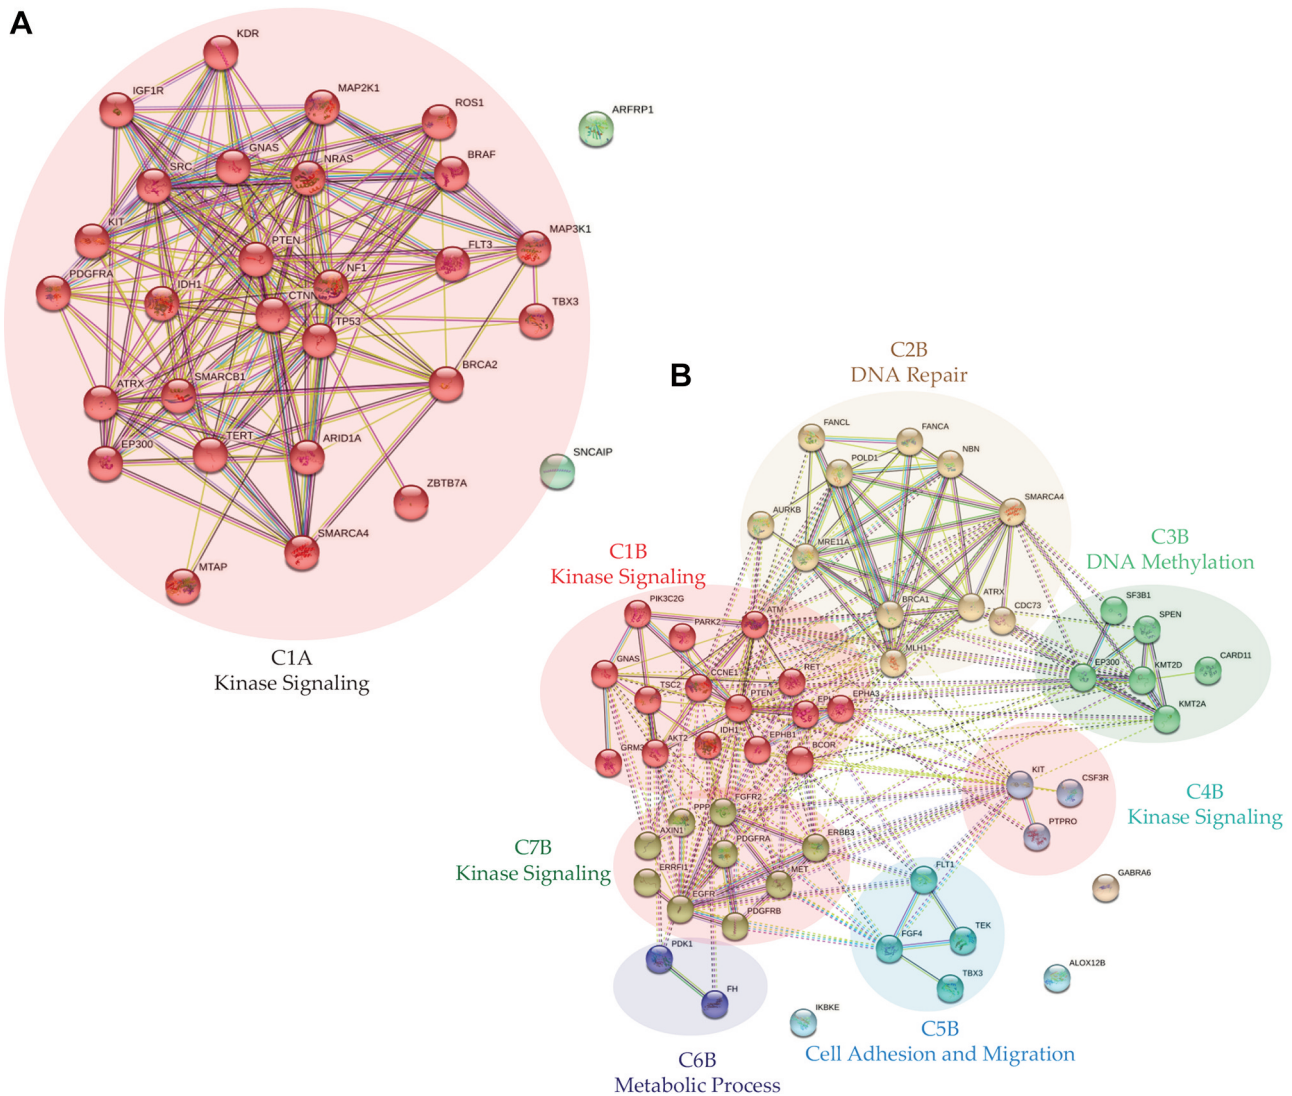 A
KDR
IGF1R
MAP2K1
ROS1
ARFRP1
GNAS
NRAS
BRAF
SRC
KIT
PTEN
FLT3
MAP3K1
PDGFRA
IDH1
NF1
CTNN
TBX3
TP53
B
C2B
DNA Repair
ATRX
SMARCB1
BRCA2
EP300
TERT
ARID1A
SNCAIP
ZBTB7A
SMARCA4
MTAP
C1A
Kinase Signaling
FANCL
FANCA
POLD1
NBN
SMARCA4
AURKB
MRE11A
BRCA1
ATRX
CDC73
MLH1
C1B
Kinase Signaling
C3B
DNA Methylation
PIK3C2G
PARK2
ATM
SF3B1
SPEN
GNAS
CCNE1
RET
EP300
KMT2D
CARD11
TSC2
PTEN
EPHA3
KMT2A
GRM3
AKT2
IDH1
EPHB1
BCOR
KIT
CSF3R
PTPRO
C4B
Kinase Signaling
C7B
Kinase Signaling
PPP
FGFR2
AXIN1
PDGFRA
ERBB3
ERRFI1
MET
EGFR
PDGFRB
FLT1
GABRA6
FGF4
TEK
TBX3
PDK1
FH
ALOX12B
IKBKE
C5B
Cell Adhesion and Migration
C6B
Metabolic Process